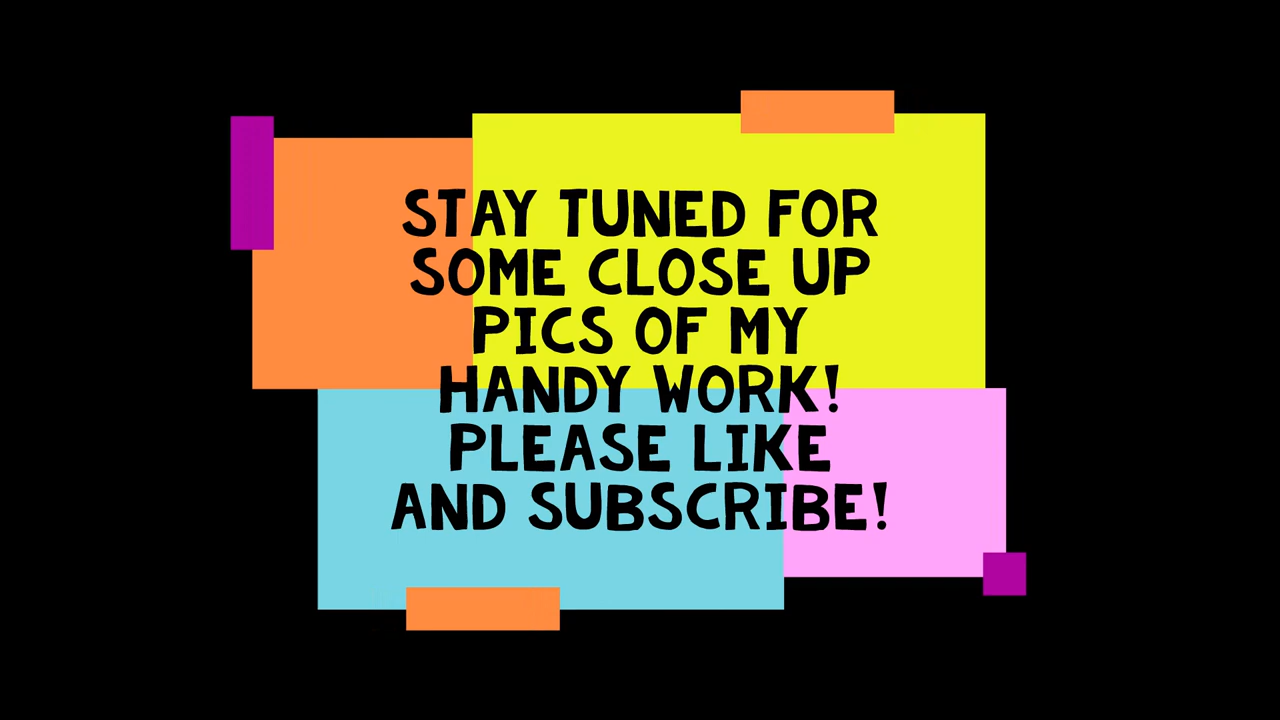 STAY TUNED FOR
SOME CLOSE UP
PICS OF MY
HANDY WORK!
PLEASE LIKE
AND SUBSCRIBE!